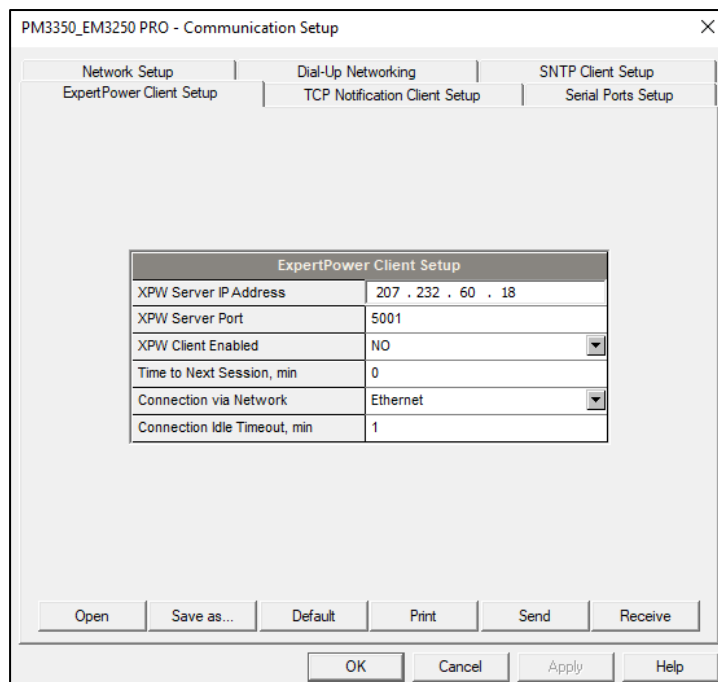 PM3350_EM3250 PRO - Communication Setup
Network Setup Dial-Up Networking SNTP Client Setup
ExpertPower Client Setup TCP Notification Client Setup Serial Ports Setup
ExpertPower Client Setup
XPW Server IP Address 207 . 232 . 60 . 18
XPW Server Port 5001
XPW Client Enabled NO
Time to Next Session, min 0
Connection via Network Ethernet
Connection Idle Timeout, min 1
Open Save as... Default Print Send Receive
OK Cancel Apply Help